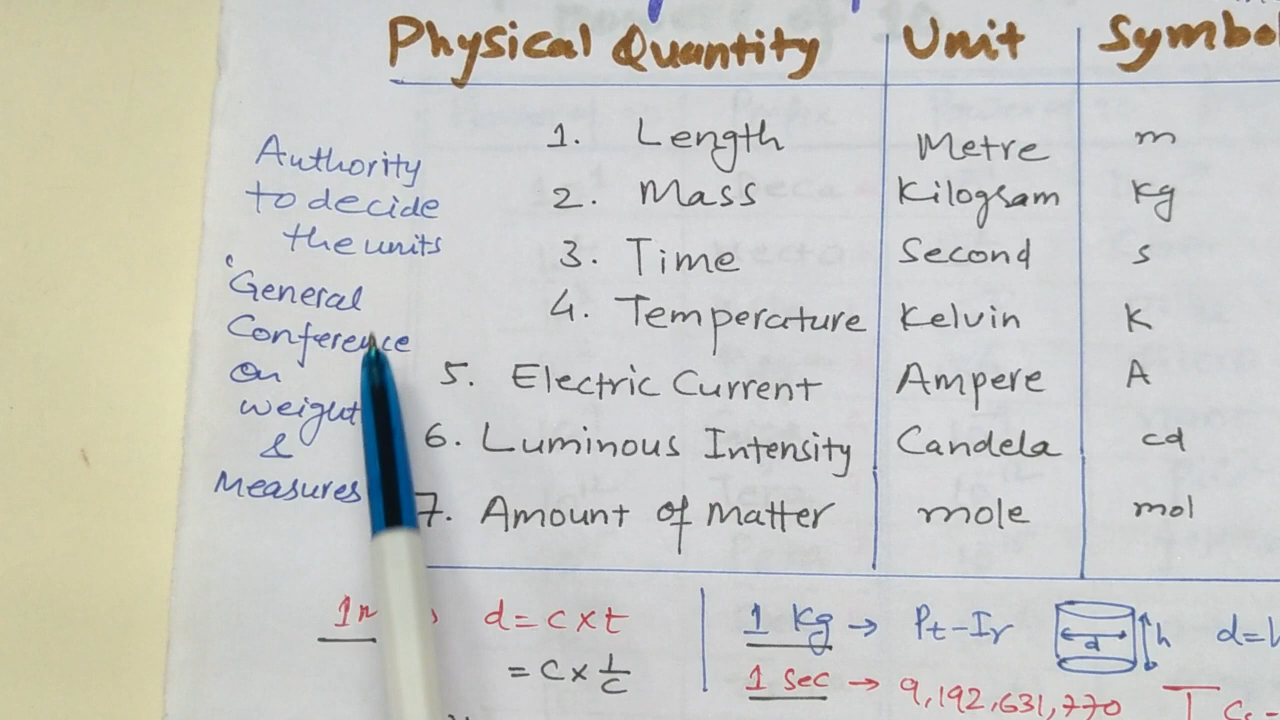 Physical Quantity Unit Symbol
1. Length Metre m
2. Mass Kilogram Kg
3. Time Second s
4. Temperature Kelvin K
5. Electric Current Ampere A
6. Luminous Intensity Candela cd
7. Amount of Matter mole mol
Authority
to decide
the units
'General
Conference
on
weight
&
Measures
d = c × t
= c × 1/c
1 Kg → Pt-Ir d h
1 sec → 9,192,631,770